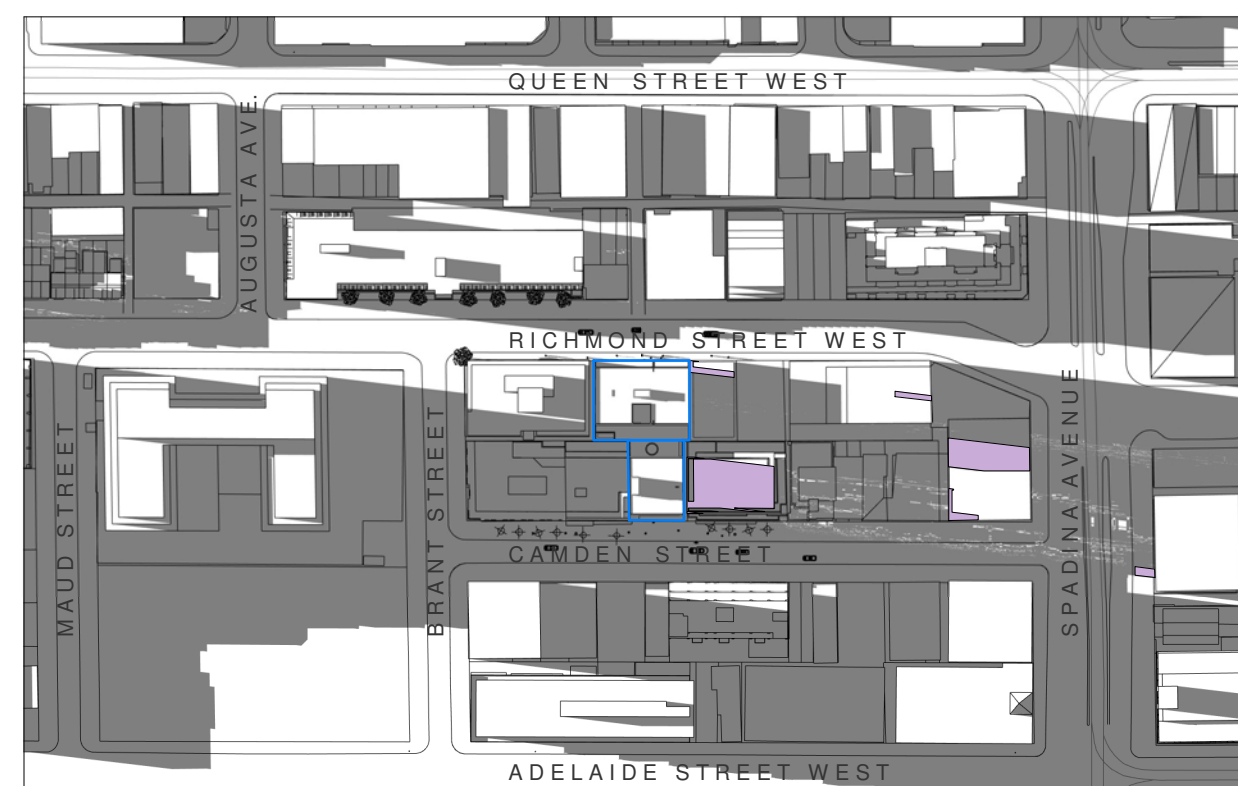 QUEEN STREET WEST
AUGUSTA AVE.
RICHMOND STREET WEST
MAUD STREET
BRANT STREET
SPADINA AVENUE
CAMDEN STREET
ADELAIDE STREET WEST